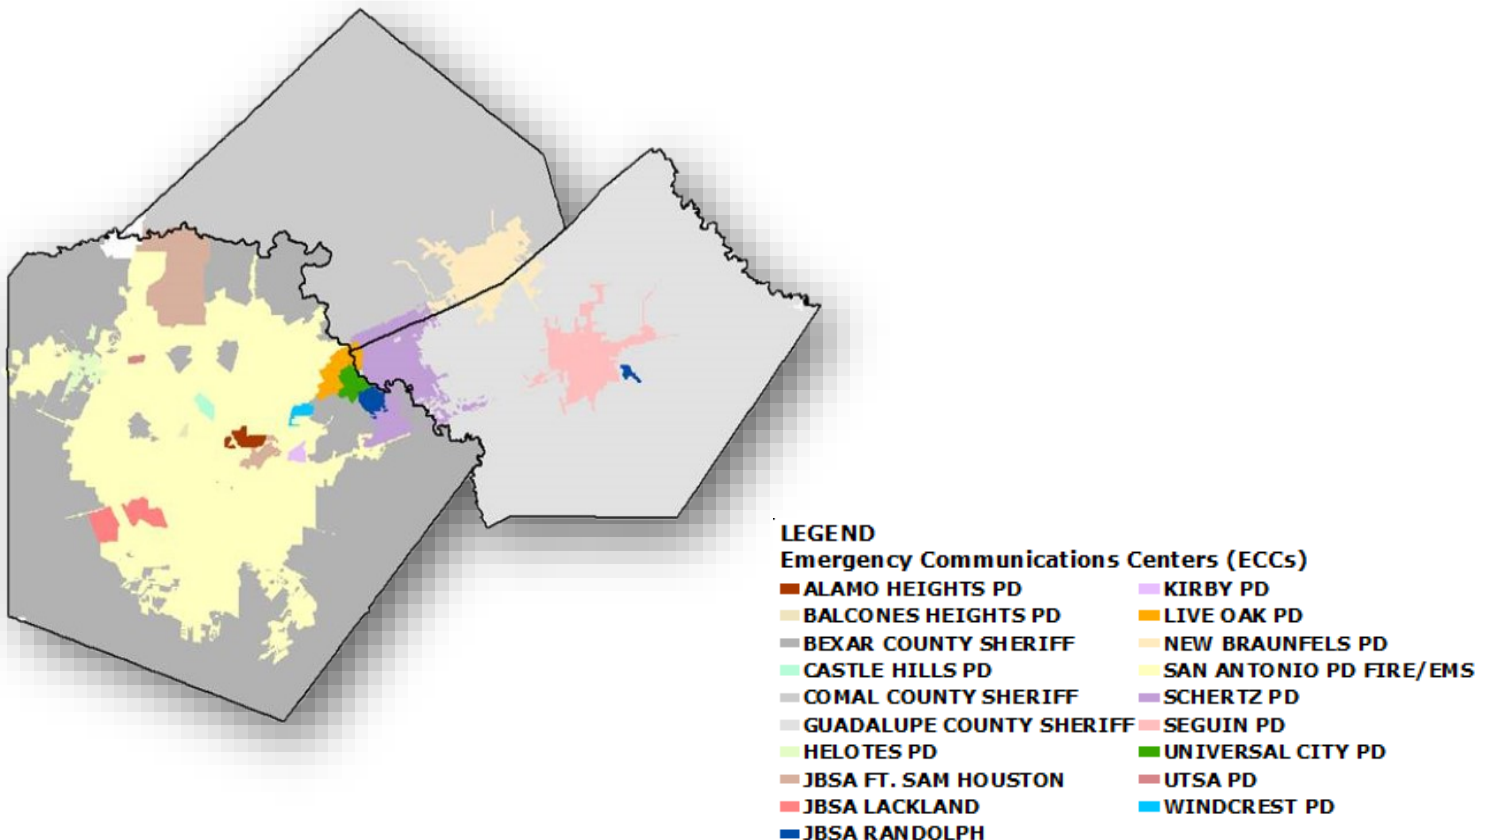 LEGEND
Emergency Communications Centers (ECCs)
ALAMO HEIGHTS PD
BALCONES HEIGHTS PD
BEXAR COUNTY SHERIFF
CASTLE HILLS PD
COMAL COUNTY SHERIFF
GUADALUPE COUNTY SHERIFF
HELOTES PD
JBSA FT. SAM HOUSTON
JBSA LACKLAND
JBSA RANDOLPH
KIRBY PD
LIVE OAK PD
NEW BRAUNFELS PD
SAN ANTONIO PD FIRE/EMS
SCHERTZ PD
SEGUIN PD
UNIVERSAL CITY PD
UTSA PD
WINDCREST PD